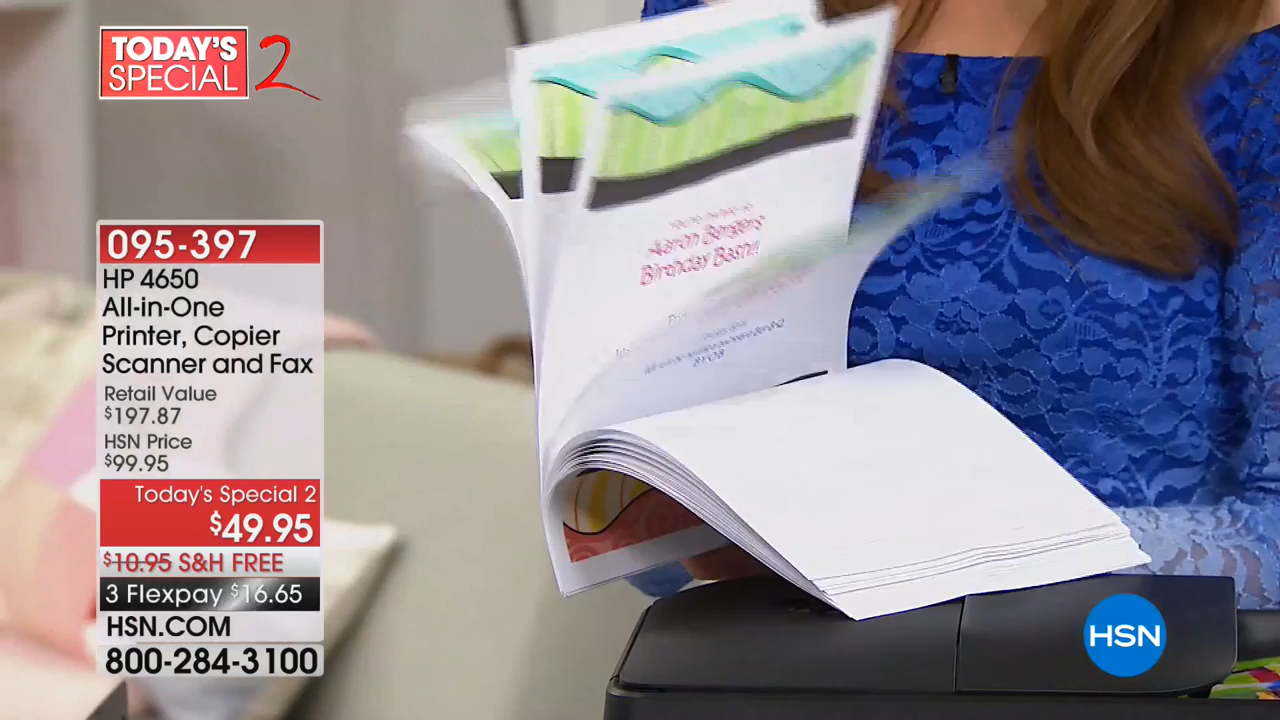 TODAY'S
SPECIAL 2
095-397
HP 4650
All-in-One
Printer, Copier
Scanner and Fax
Retail Value
$197.87
HSN Price
$99.95
Today's Special 2
$49.95
$10.95 S&H FREE
3 Flexpay $16.65
HSN.COM
800-284-3100
Birthday Bash!
BYOB
HSN